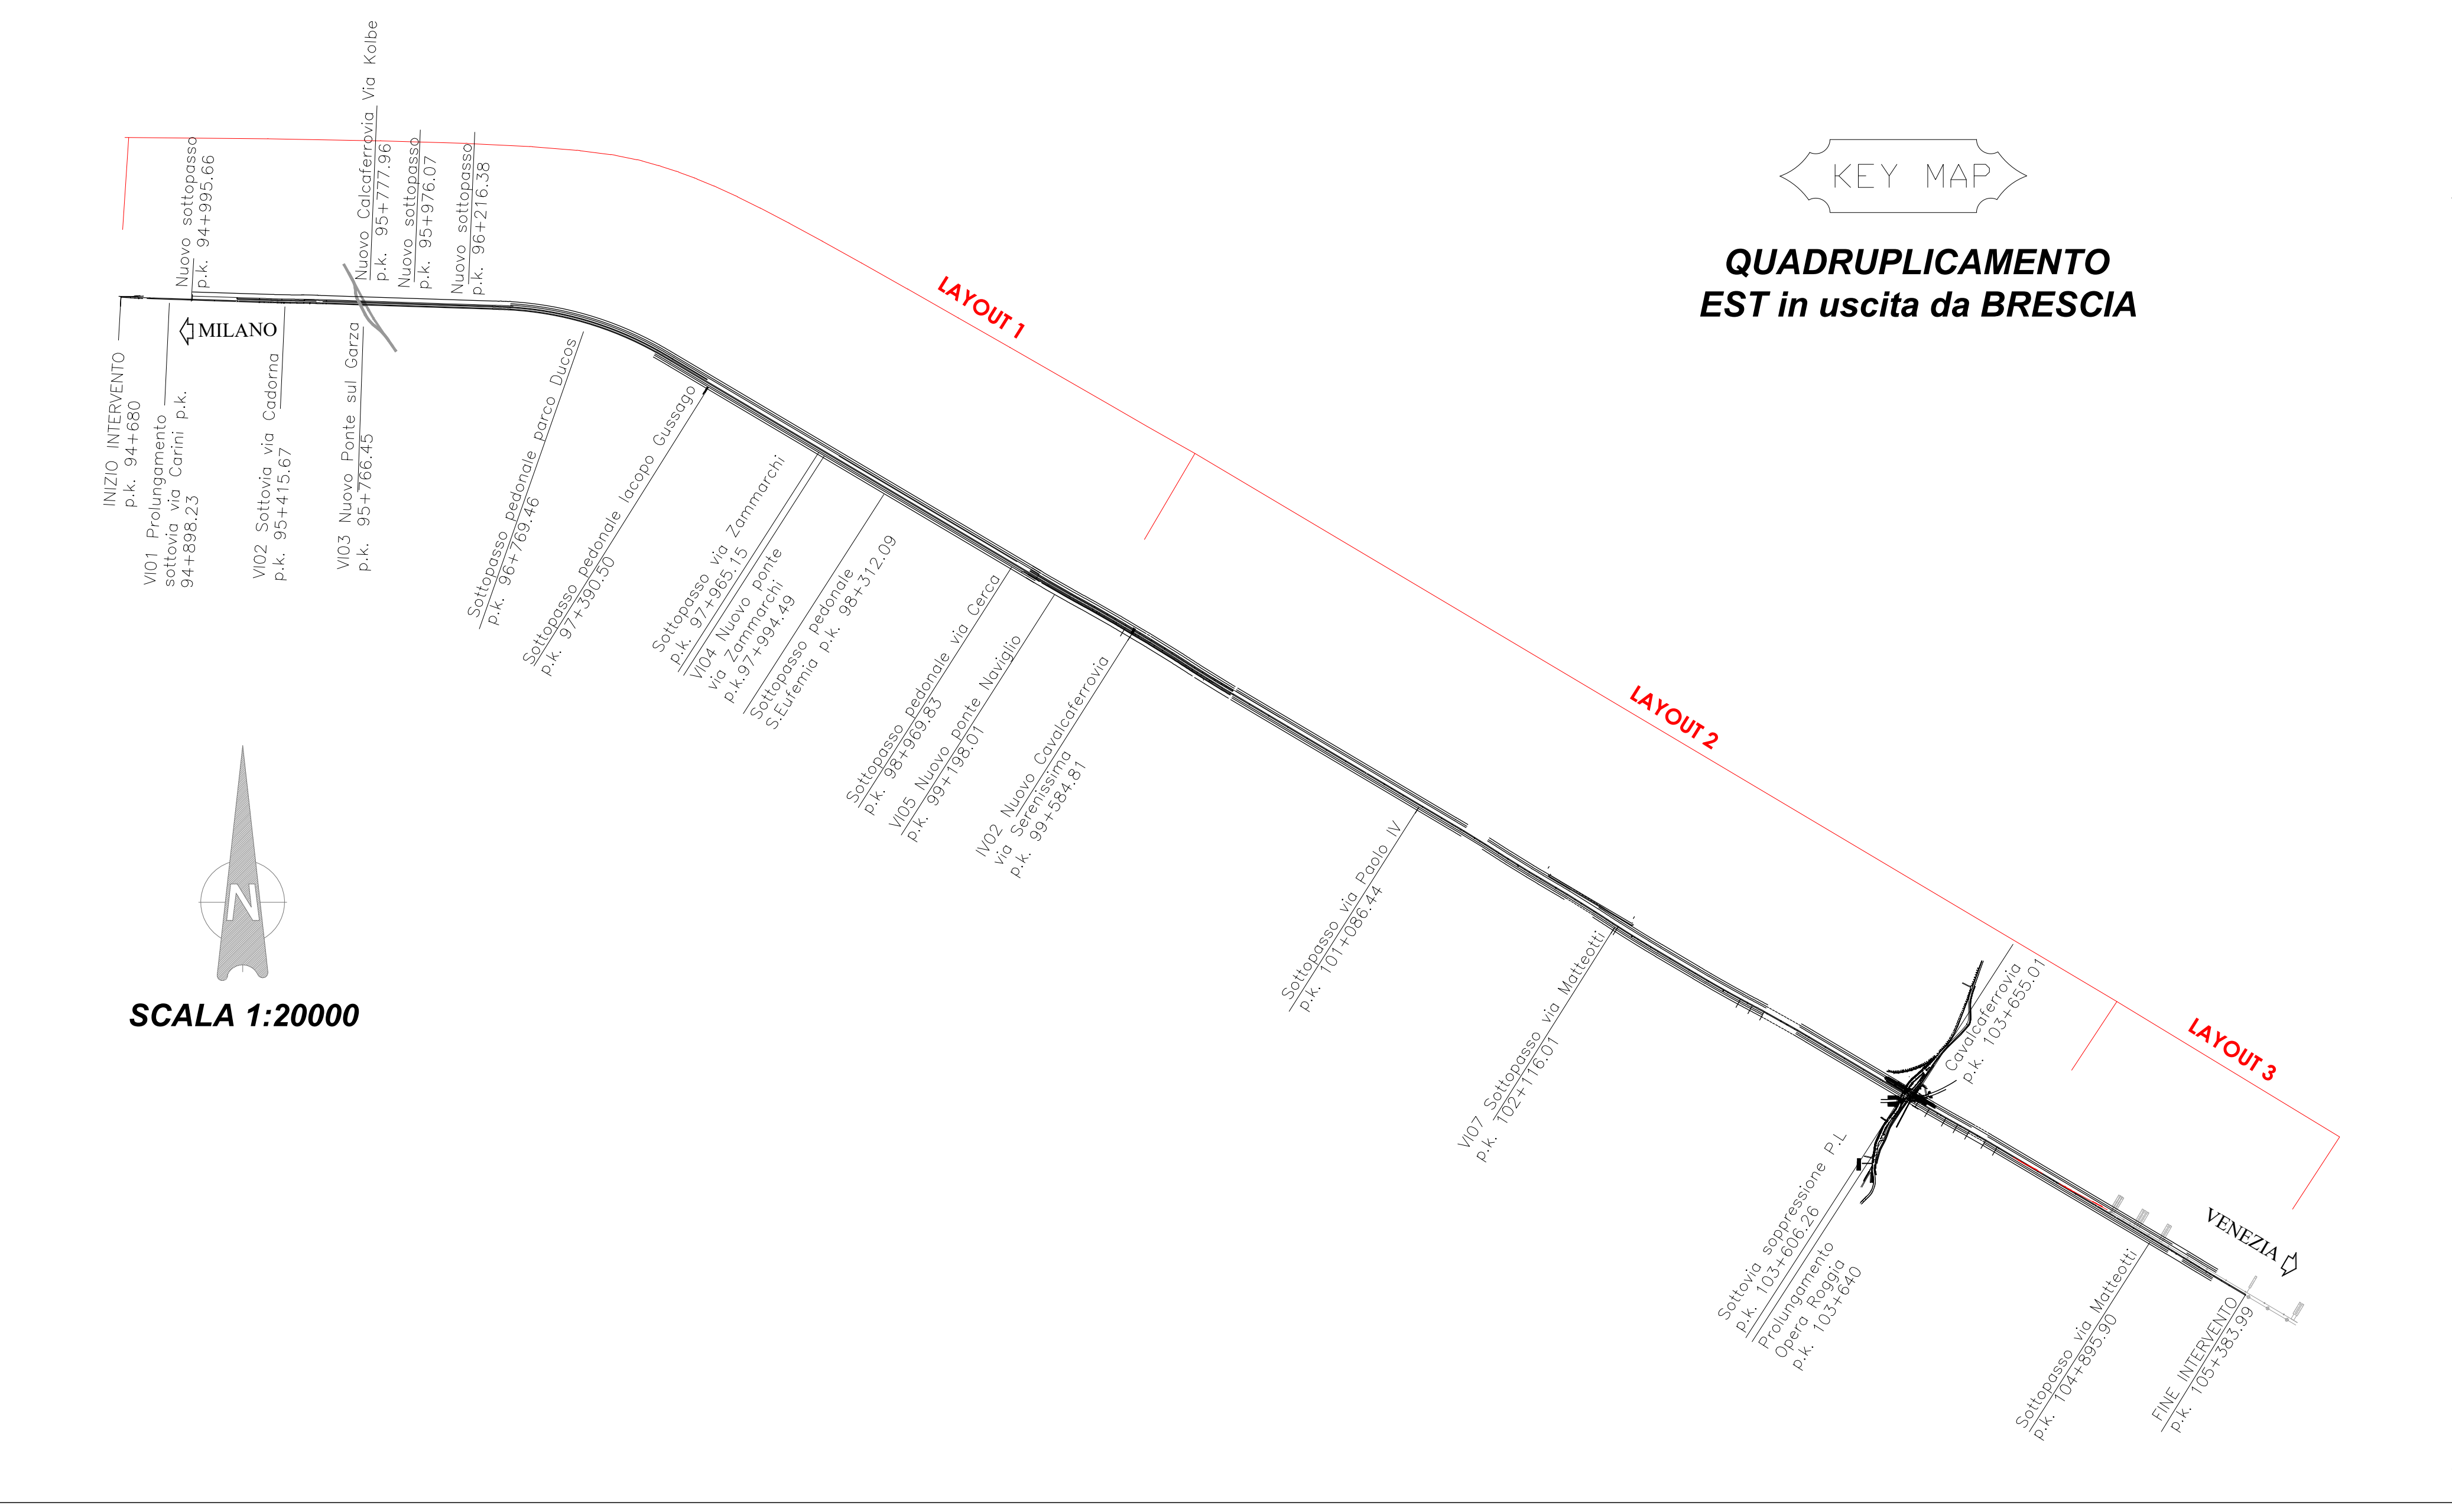 KEY MAP
QUADRUPLICAMENTO
EST in uscita da BRESCIA
LAYOUT 1
LAYOUT 2
LAYOUT 3
Nuovo sottopasso
p.k. 94+995.66
Nuovo Calcaferrovia Via Kolbe
p.k. 95+777.96
Nuovo sottopasso
p.k. 95+976.07
Nuovo sottopasso
p.k. 96+216.38
MILANO
INIZIO INTERVENTO
p.k. 94+680
VI01 Prolungamento
sottovia via Carini p.k.
94+898.23
VI02 Sottovia via Cadorna
p.k. 95+415.67
VI03 Nuovo Ponte sul Garza
p.k. 95+766.45
Sottopasso pedonale parco Ducos
p.k. 96+769.46
Sottopasso pedonale Iacopo Gussago
p.k. 97+390.50
Sottopasso via Zammarchi
p.k. 97+965.15
VI04 Nuovo ponte
via Zammarchi
p.k.97+994.49
Sottopasso pedonale
S.Eufemia p.k. 98+312.09
Sottopasso pedonale via Cerca
p.k. 98+969.83
VI05 Nuovo ponte Naviglio
p.k. 99+198.01
IV02 Nuovo Cavalcaferrovia
via Serenissima
p.k. 99+584.81
Sottopasso via Paolo IV
p.k. 101+086.44
VI07 Sottopasso via Matteotti
p.k. 102+116.01
Cavalcaferrovia
p.k. 103+655.01
Sottovia soppressione P.L
p.k. 103+606.26
Prolungamento
Opera Roggia
p.k. 103+640
Sottopasso via Matteotti
p.k. 104+895.90
FINE INTERVENTO
p.k. 105+383.99
VENEZIA
N
SCALA 1:20000